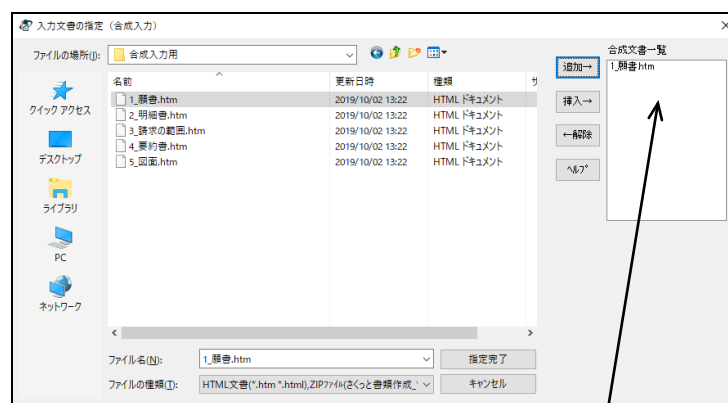 入力文書の指定（合成入力）
ファイルの場所(I):
合成入力用
合成文書一覧
追加→
1_願書.htm
挿入→
←解除
ヘルプ
クイック アクセス
デスクトップ
ライブラリ
PC
ネットワーク
名前
更新日時
種類
サ
1_願書.htm
2019/10/02 13:22
HTML ドキュメント
2_明細書.htm
2019/10/02 13:22
HTML ドキュメント
3_請求の範囲.htm
2019/10/02 13:22
HTML ドキュメント
4_要約書.htm
2019/10/02 13:22
HTML ドキュメント
5_図面.htm
2019/10/02 13:22
HTML ドキュメント
ファイル名(N):
1_願書.htm
指定完了
ファイルの種類(T):
HTML文書(*.htm *.html),ZIPファイル(さくっと書類作成_
キャンセル